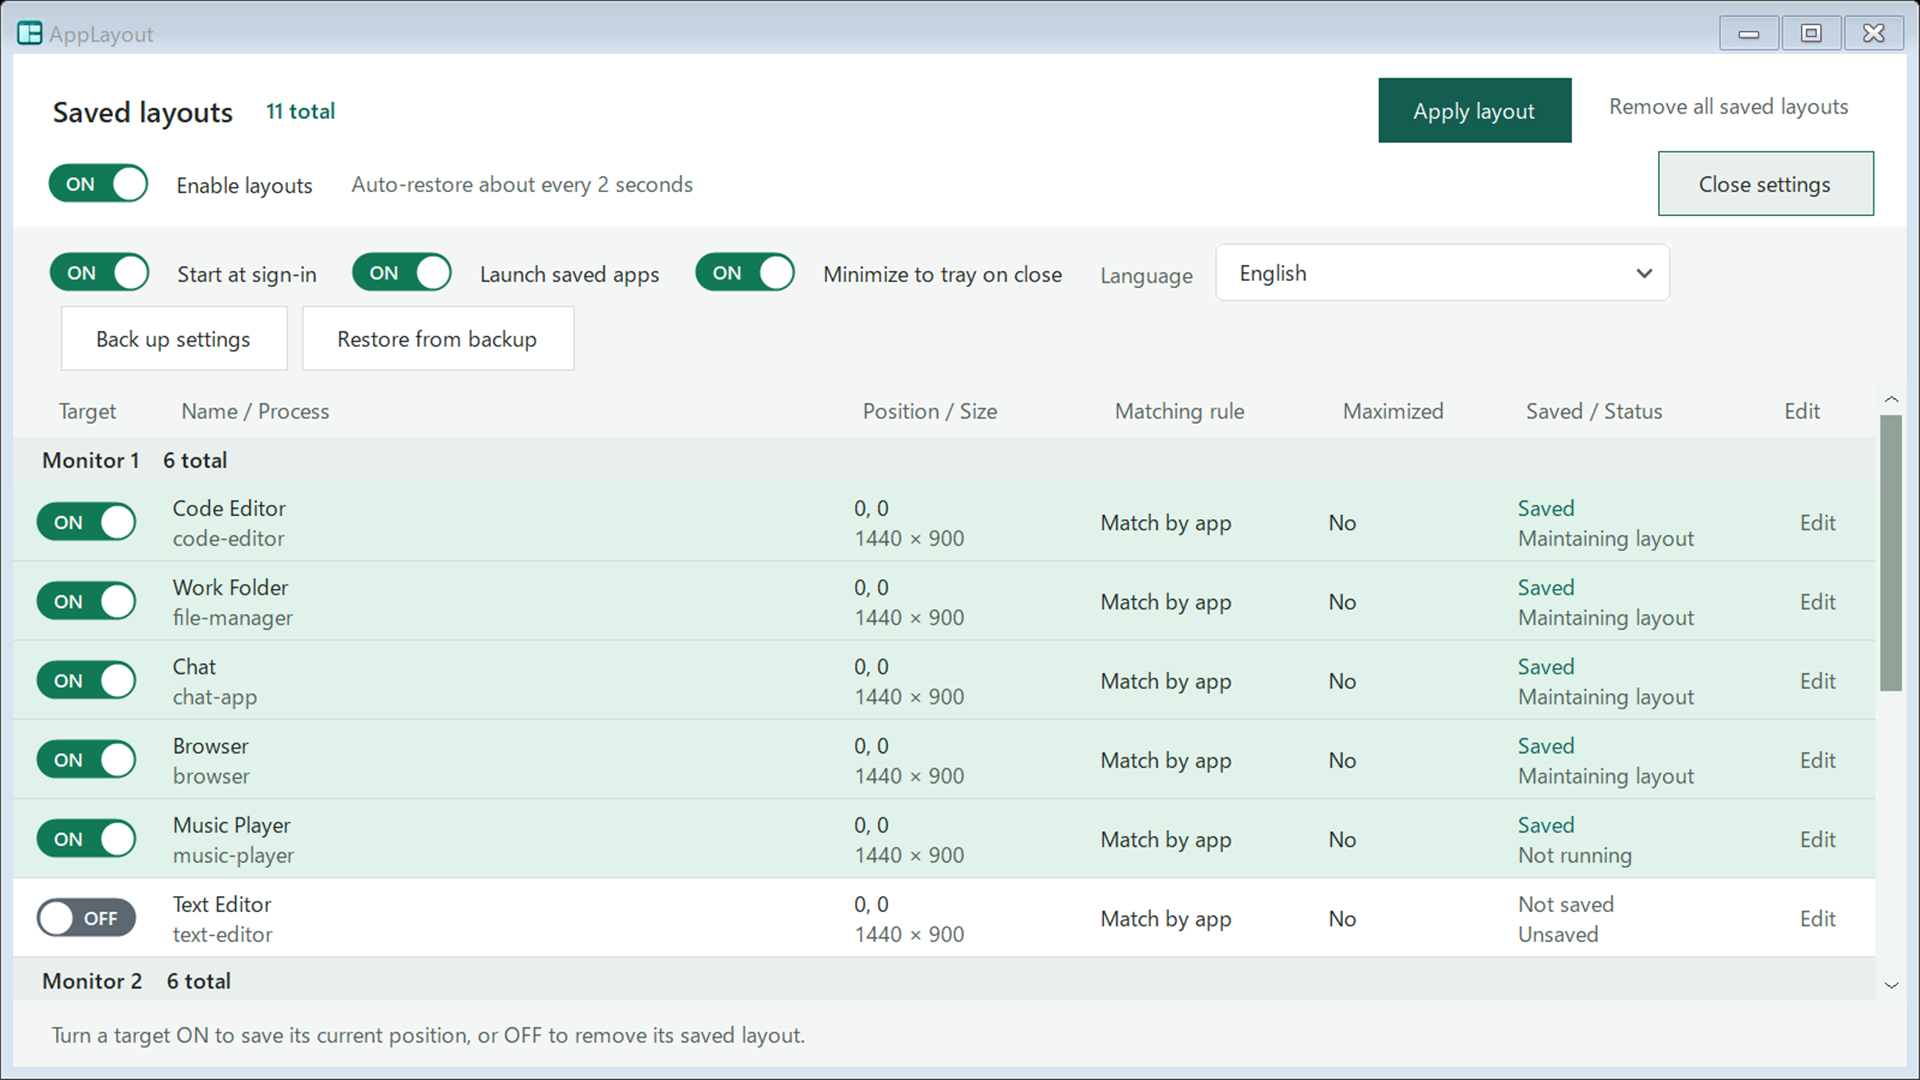 AppLayout
Saved layouts 11 total
Apply layout
Remove all saved layouts
ON Enable layouts Auto-restore about every 2 seconds
Close settings
ON Start at sign-in ON Launch saved apps ON Minimize to tray on close Language English
Back up settings Restore from backup
Target Name / Process Position / Size Matching rule Maximized Saved / Status Edit
Monitor 1 6 total
ON Code Editor 0, 0 Match by app No Saved Edit
code-editor 1440 × 900 Maintaining layout
ON Work Folder 0, 0 Match by app No Saved Edit
file-manager 1440 × 900 Maintaining layout
ON Chat 0, 0 Match by app No Saved Edit
chat-app 1440 × 900 Maintaining layout
ON Browser 0, 0 Match by app No Saved Edit
browser 1440 × 900 Maintaining layout
ON Music Player 0, 0 Match by app No Saved Edit
music-player 1440 × 900 Not running
OFF Text Editor 0, 0 Match by app No Not saved Edit
text-editor 1440 × 900 Unsaved
Monitor 2 6 total
Turn a target ON to save its current position, or OFF to remove its saved layout.